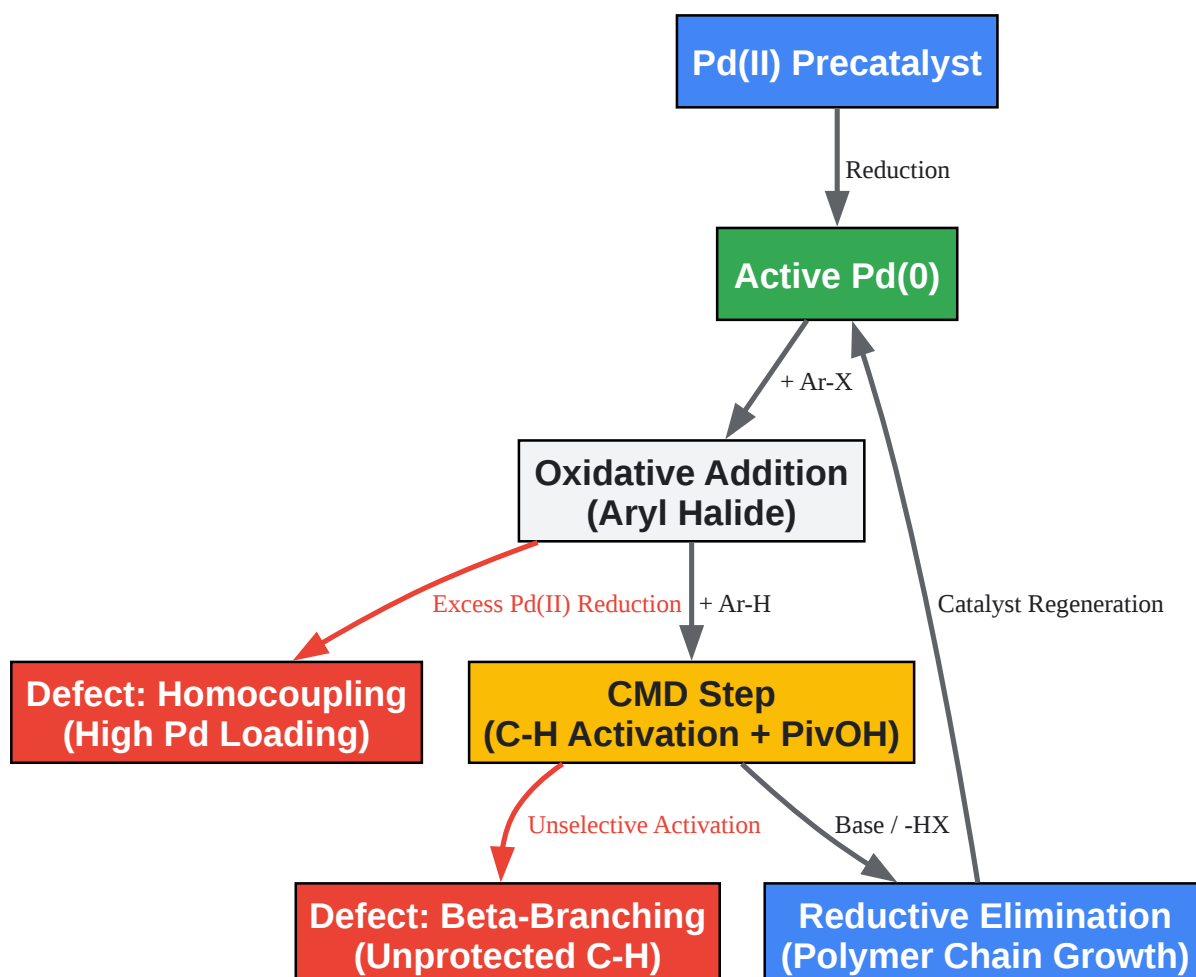 Pd(II) Precatalyst
Reduction
Active Pd(0)
+ Ar-X
Oxidative Addition
(Aryl Halide)
Excess Pd(II) Reduction
+ Ar-H
Catalyst Regeneration
Defect: Homocoupling
(High Pd Loading)
CMD Step
(C-H Activation + PivOH)
Unselective Activation
Base / -HX
Defect: Beta-Branching
(Unprotected C-H)
Reductive Elimination
(Polymer Chain Growth)